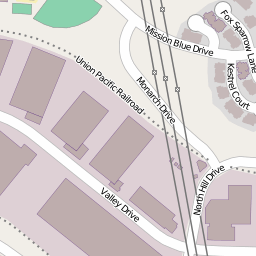 Fox Sparrow Lane
Mission Blue Drive
Kestrel Court
Union Pacific Railroad
Monarch Drive
North Hill Drive
Valley Drive